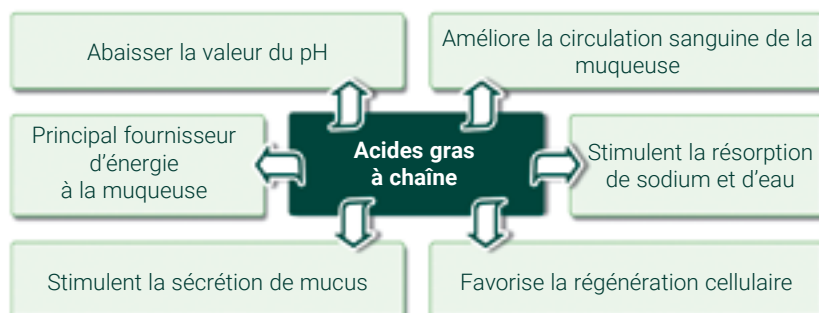 Abaisser la valeur du pH
Améliore la circulation sanguine de la
muqueuse
Principal fournisseur
d'énergie
à la muqueuse
Acides gras
à chaîne
Stimulent la résorption
de sodium et d'eau
Stimulent la sécrétion de mucus
Favorise la régénération cellulaire